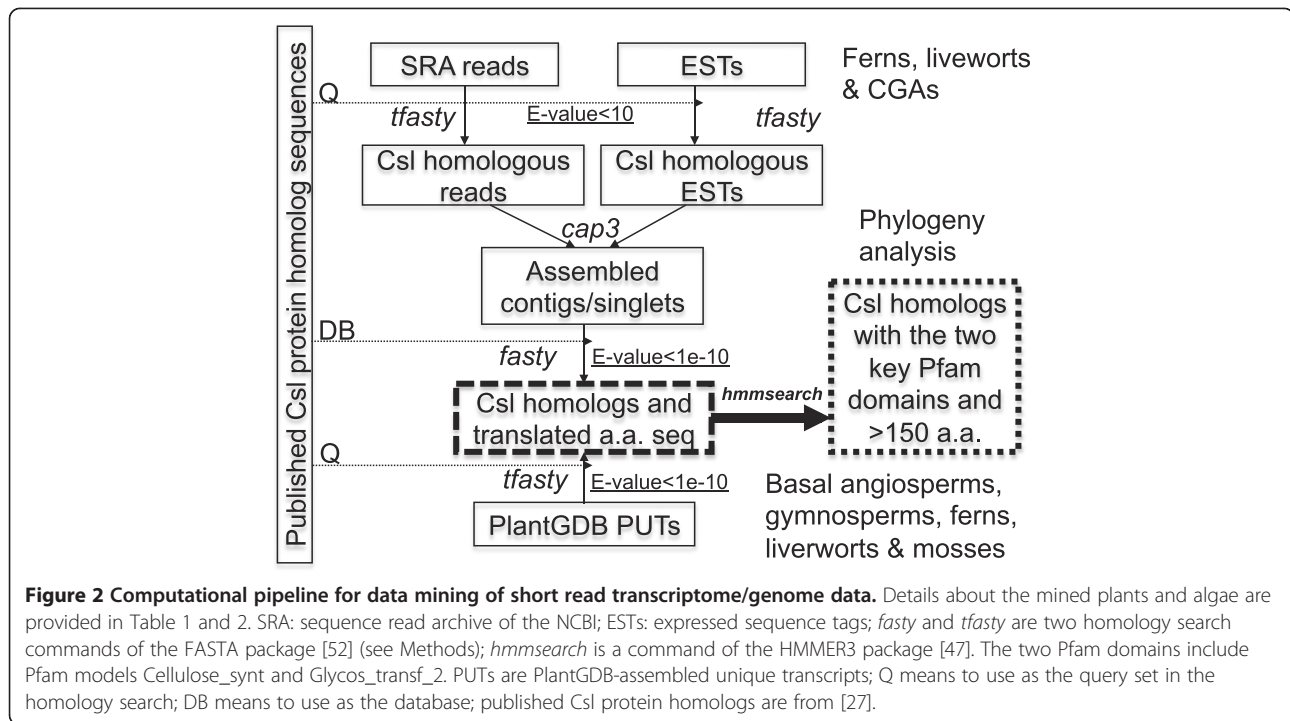 Published Csl protein homolog sequences
SRA reads
ESTs
Ferns, liveworts
& CGAs
Q
tfasty
E-value<10
tfasty
Csl homologous
reads
Csl homologous
ESTs
cap3
Assembled
contigs/singlets
Phylogeny
analysis
DB
fasty
E-value<1e-10
Csl homologs and
translated a.a. seq
hmmsearch
Csl homologs
with the two
key Pfam
domains and
>150 a.a.
Q
tfasty
E-value<1e-10
PlantGDB PUTs
Basal angiosperms,
gymnosperms, ferns,
liverworts & mosses
Figure 2 Computational pipeline for data mining of short read transcriptome/genome data. Details about the mined plants and algae are
provided in Table 1 and 2. SRA: sequence read archive of the NCBI; ESTs: expressed sequence tags; fasty and tfasty are two homology search
commands of the FASTA package [52] (see Methods); hmmsearch is a command of the HMMER3 package [47]. The two Pfam domains include
Pfam models Cellulose_synt and Glycos_transf_2. PUTs are PlantGDB-assembled unique transcripts; Q means to use as the query set in the
homology search; DB means to use as the database; published Csl protein homologs are from [27].